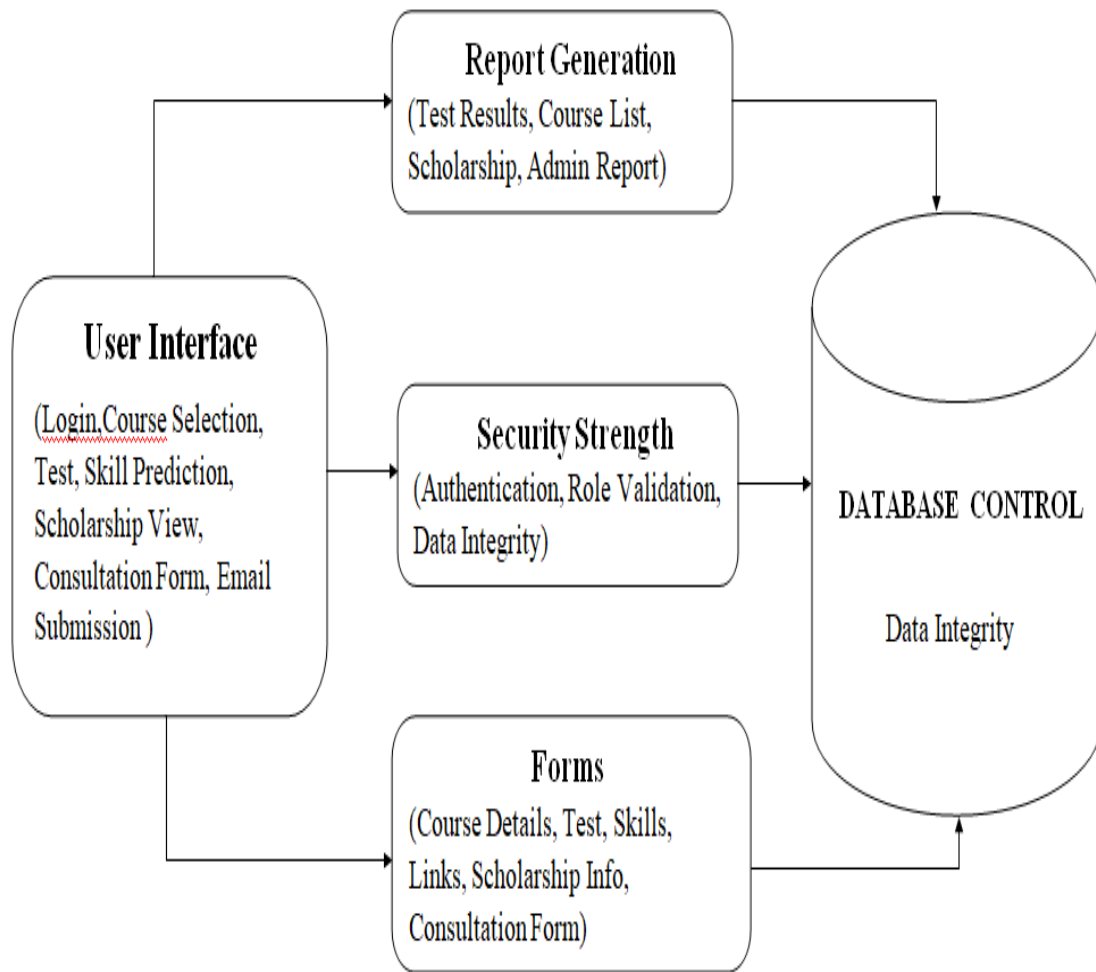 Report Generation
(Test Results, Course List,
Scholarship, Admin Report)
User Interface
(Login,Course Selection,
Test, Skill Prediction,
Scholarship View,
Consultation Form, Email
Submission )
Security Strength
(Authentication, Role Validation,
Data Integrity)
DATABASE CONTROL
Data Integrity
Forms
(Course Details, Test, Skills,
Links, Scholarship Info,
Consultation Form)